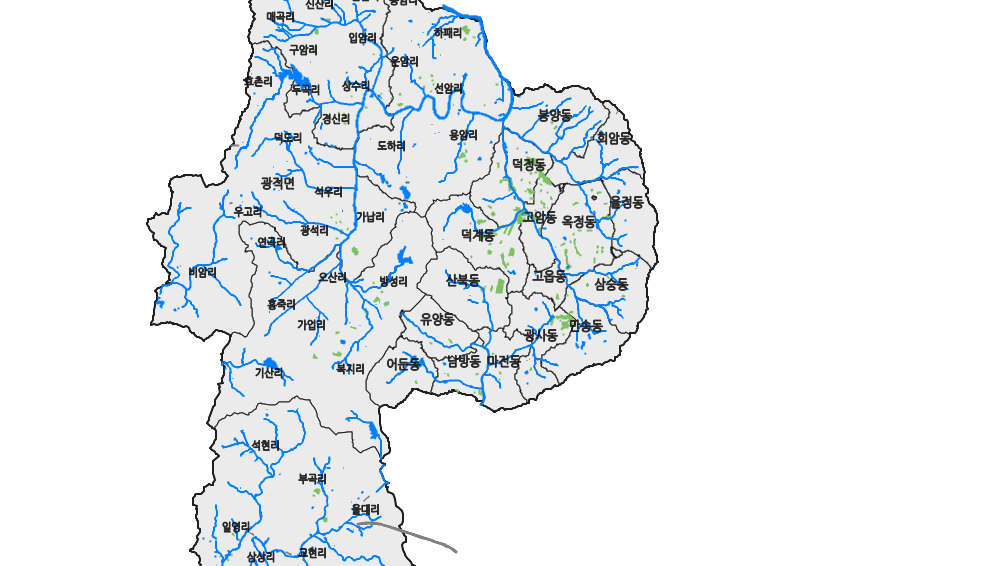 신산리
매곡리
입암리
하패리
구암리
운암리
효촌리
두곡리
상수리
선암리
봉양동
경신리
덕도리
도하리
용암리
회암동
덕정동
광적면
석우리
우고리
가납리
고암동
옥정동
율정동
광석리
연곡리
덕계동
비암리
오산리
방성리
산북동
고읍동
삼숭동
홍죽리
가업리
유양동
광사동
만송동
기산리
복지리
어둔동
남방동
마전동
석현리
부곡리
울대리
일영리
삼상리
교현리